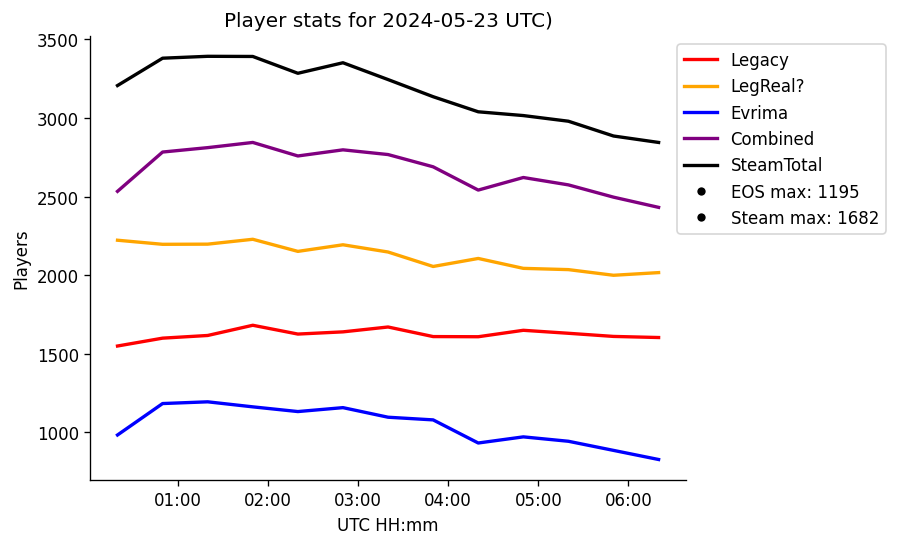 Player stats for 2024-05-23 UTC)
Players
3500
3000
2500
2000
1500
1000
01:00
02:00
03:00
04:00
05:00
06:00
UTC HH:mm
Legacy
LegReal?
Evrima
Combined
SteamTotal
EOS max: 1195
Steam max: 1682